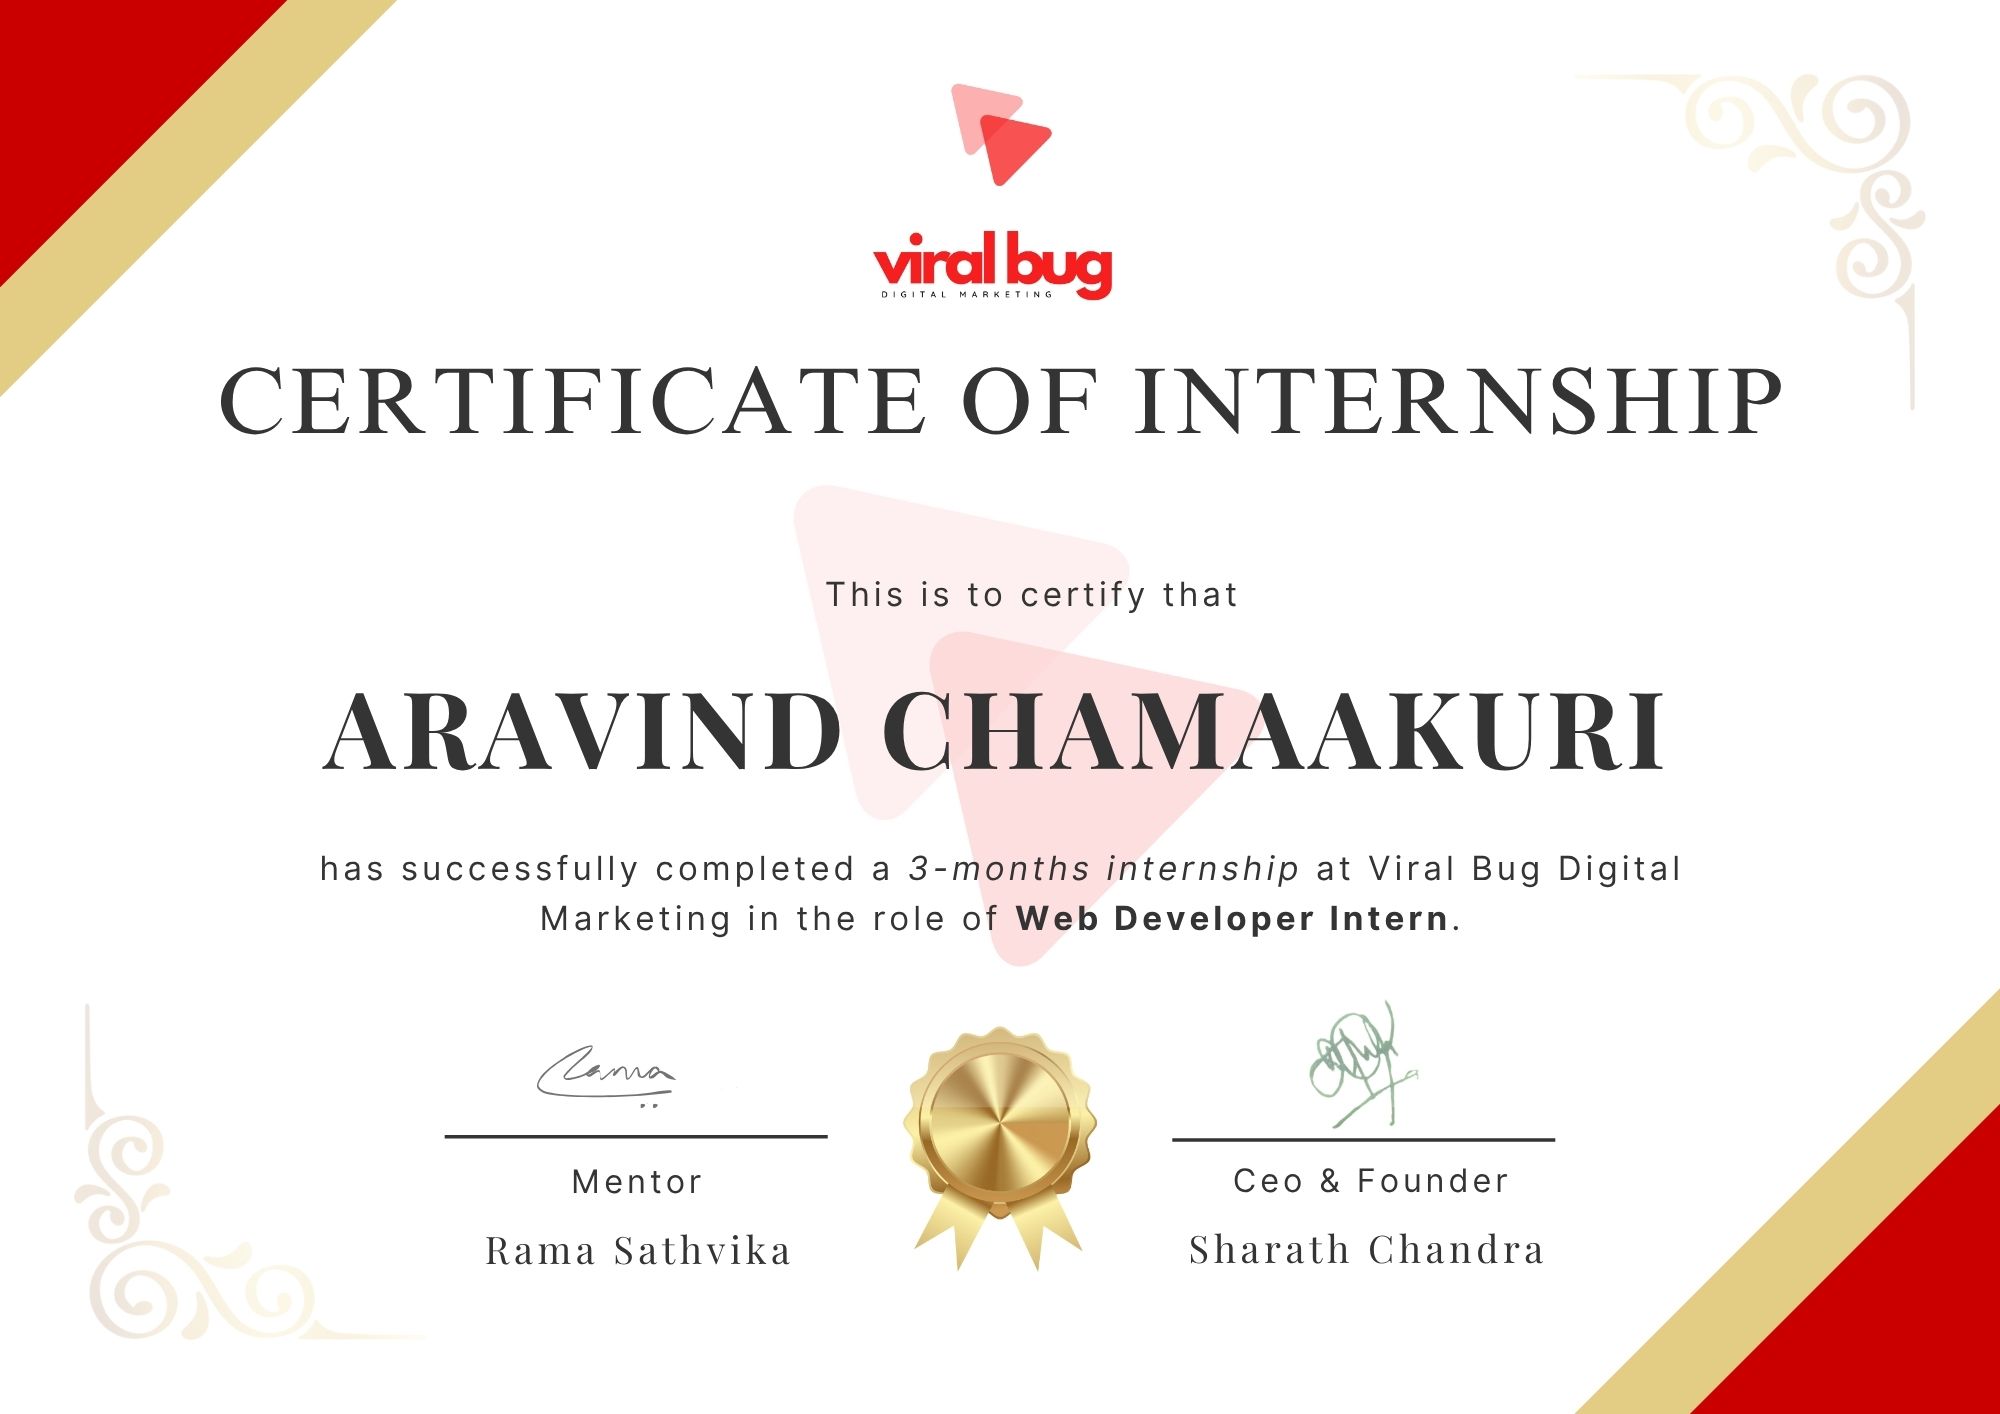 viral bug
DIGITAL MARKETING
CERTIFICATE OF INTERNSHIP
This is to certify that
ARAVIND CHAMAAKURI
has successfully completed a 3-months internship at Viral Bug Digital
Marketing in the role of Web Developer Intern.
Rama
Mentor
Ceo & Founder
Rama Sathvika
Sharath Chandra